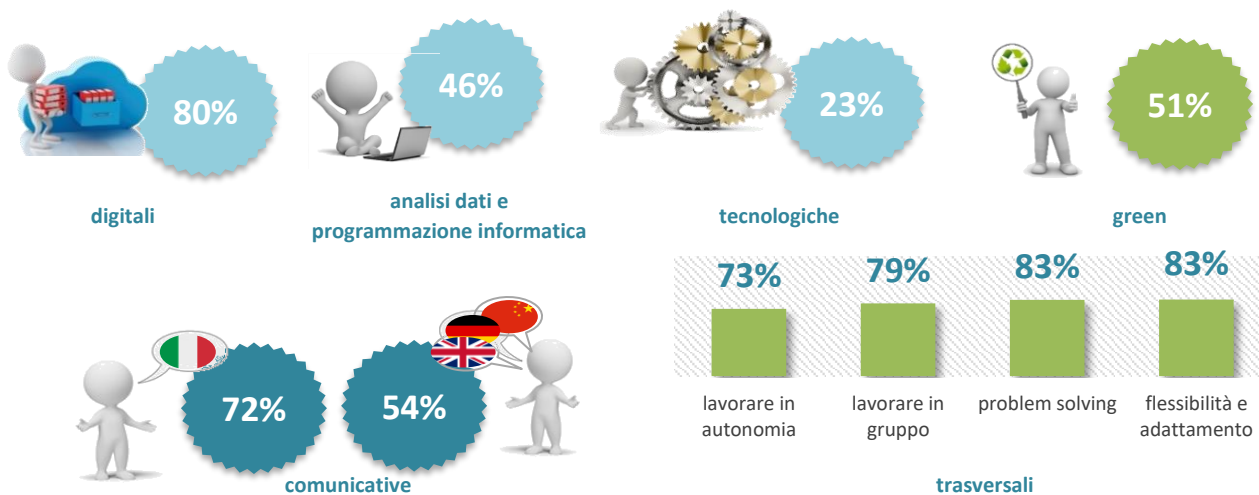 80%
digitali
46%
analisi dati e
programmazione informatica
23%
tecnologiche
51%
green
72%
54%
comunicative
73%
79%
83%
83%
lavorare in
autonomia
lavorare in
gruppo
problem solving
flessibilità e
adattamento
trasversali